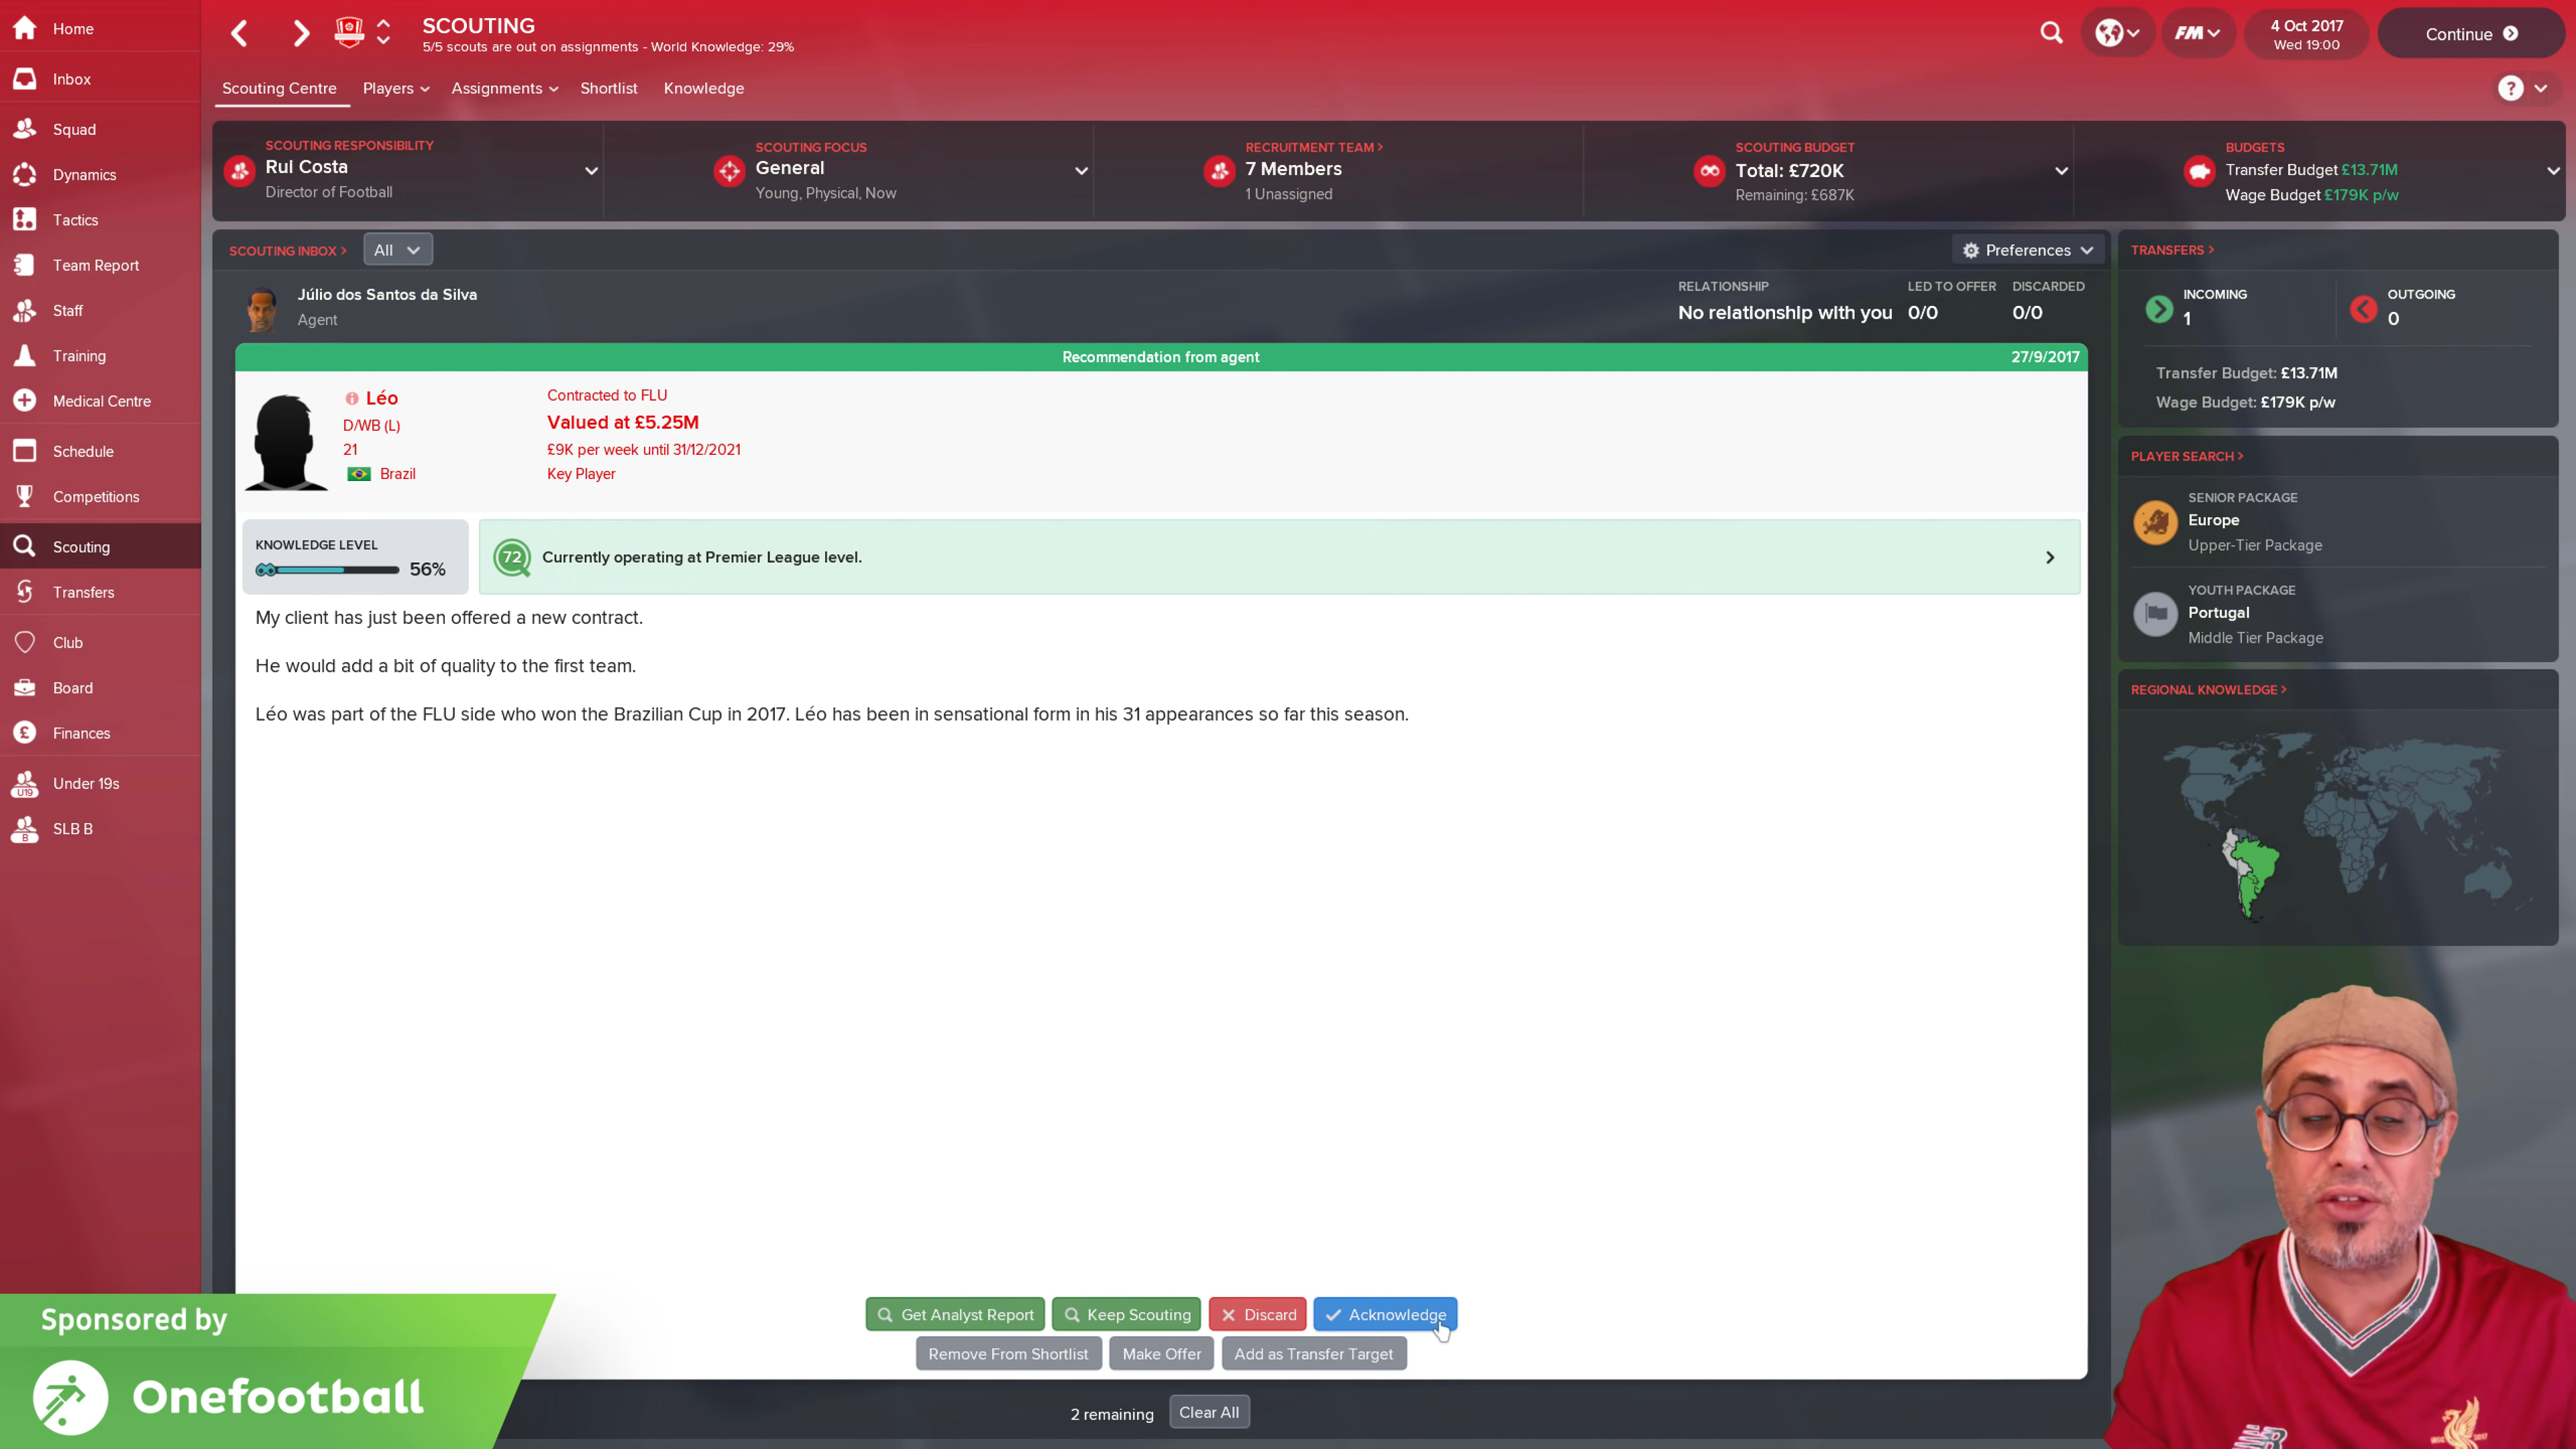 Home
Inbox
Squad
Dynamics
Tactics
Team Report
Staff
Training
Medical Centre
Schedule
Competitions
Scouting
Transfers
Club
Board
£
Finances
U19
Under 19s
B
SLB B
SCOUTING
5/5 scouts are out on assignments - World Knowledge: 29%
FM
4 Oct 2017
Wed 19:00
Continue
Scouting Centre
Players
Assignments
Shortlist
Knowledge
?
SCOUTING RESPONSIBILITY
Rui Costa
Director of Football
SCOUTING FOCUS
General
Young, Physical, Now
RECRUITMENT TEAM >
7 Members
1 Unassigned
SCOUTING BUDGET
Total: £720K
Remaining: £687K
BUDGETS
Transfer Budget £13.71M
Wage Budget £179K p/w
SCOUTING INBOX >
All
Preferences
Júlio dos Santos da Silva
Agent
RELATIONSHIP
No relationship with you
LED TO OFFER
0/0
DISCARDED
0/0
Recommendation from agent
27/9/2017
Léo
D/WB (L)
21
Brazil
Contracted to FLU
Valued at £5.25M
£9K per week until 31/12/2021
Key Player
KNOWLEDGE LEVEL
56%
72
Currently operating at Premier League level.
My client has just been offered a new contract.
He would add a bit of quality to the first team.
Léo was part of the FLU side who won the Brazilian Cup in 2017. Léo has been in sensational form in his 31 appearances so far this season.
Get Analyst Report
Keep Scouting
Discard
Acknowledge
Remove From Shortlist
Make Offer
Add as Transfer Target
2 remaining
Clear All
TRANSFERS >
INCOMING
1
OUTGOING
0
Transfer Budget: £13.71M
Wage Budget: £179K p/w
PLAYER SEARCH >
SENIOR PACKAGE
Europe
Upper-Tier Package
YOUTH PACKAGE
Portugal
Middle Tier Package
REGIONAL KNOWLEDGE >
Sponsored by
Onefootball